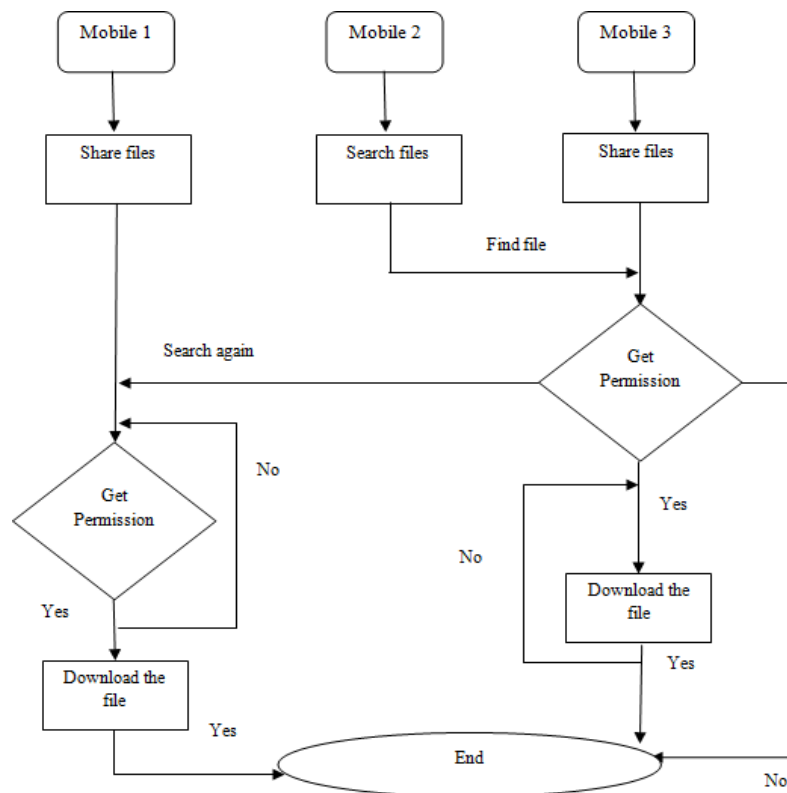 Mobile 1
Mobile 2
Mobile 3
Share files
Search files
Share files
Find file
Search again
Get
Permission
No
Get
Permission
Yes
No
Yes
Download the
file
Yes
Download the
file
Yes
End
No